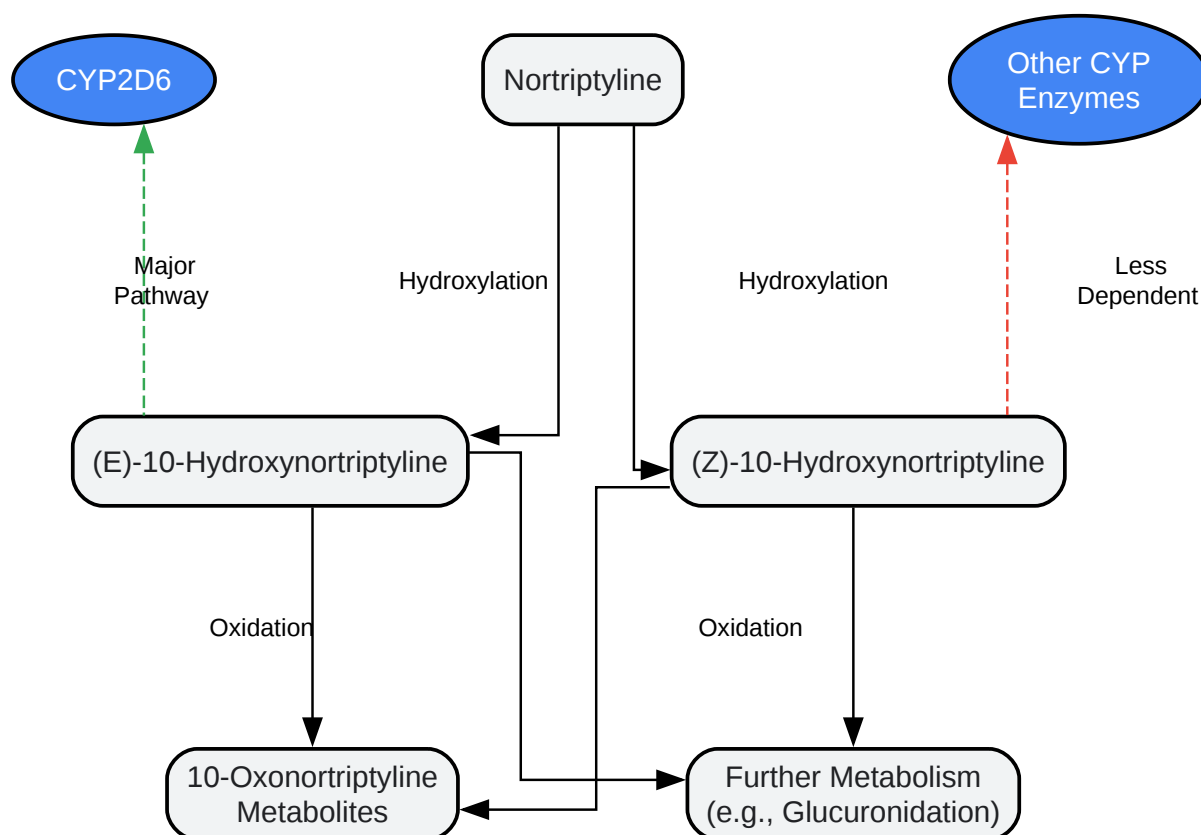 CYP2D6
Nortriptyline
Other CYP
Enzymes
Major
Pathway
Hydroxylation
Hydroxylation
Less
Dependent
(E)-10-Hydroxynortriptyline
(Z)-10-Hydroxynortriptyline
Oxidation
Oxidation
10-Oxonortriptyline
Metabolites
Further Metabolism
(e.g., Glucuronidation)